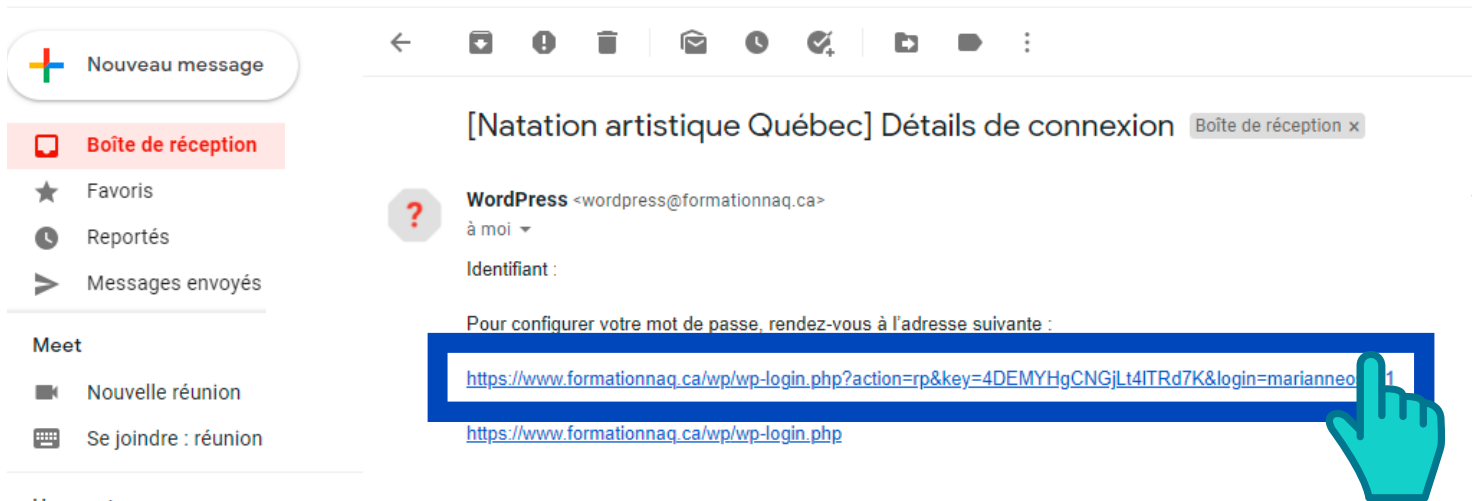 Nouveau message
Boîte de réception
Favoris
Reportés
Messages envoyés
Meet
Nouvelle réunion
Se joindre : réunion
[Natation artistique Québec] Détails de connexion Boîte de réception x
WordPress <wordpress@formationnaq.ca>
à moi
Identifiant :
Pour configurer votre mot de passe, rendez-vous à l'adresse suivante :
https://www.formationnaq.ca/wp/wp-login.php?action=rp&key=4DEMYHgCNGjLt4ITRd7K&login=marianneo
https://www.formationnaq.ca/wp/wp-login.php